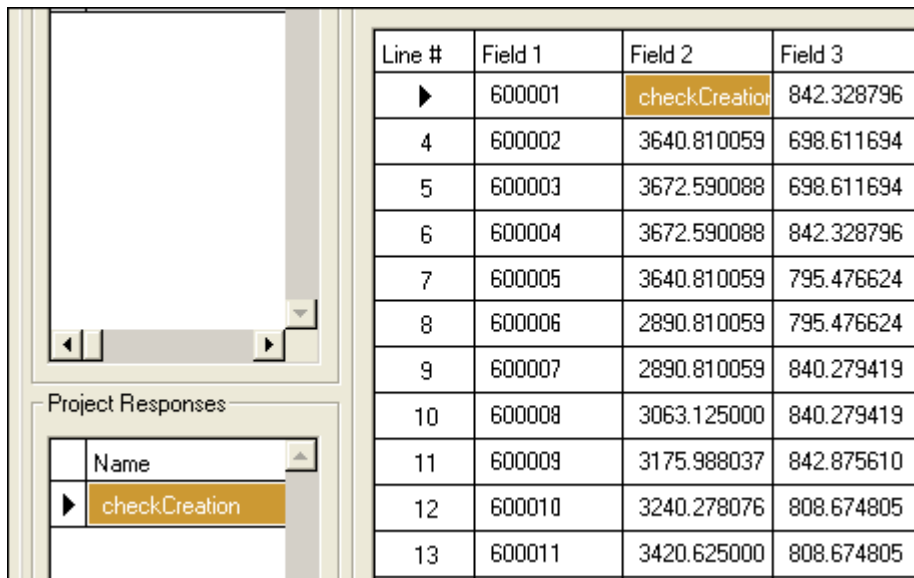 Line # Field 1 Field 2 Field 3
600001 checkCreation 842.328796
4 600002 3640.810059 698.611694
5 600003 3672.590088 698.611694
6 600004 3672.590088 842.328796
7 600005 3640.810059 795.476624
8 600006 2890.810059 795.476624
9 600007 2890.810059 840.279419
10 600008 3063.125000 840.279419
11 600009 3175.988037 842.875610
12 600010 3240.278076 808.674805
13 600011 3420.625000 808.674805
Project Responses
Name
checkCreation